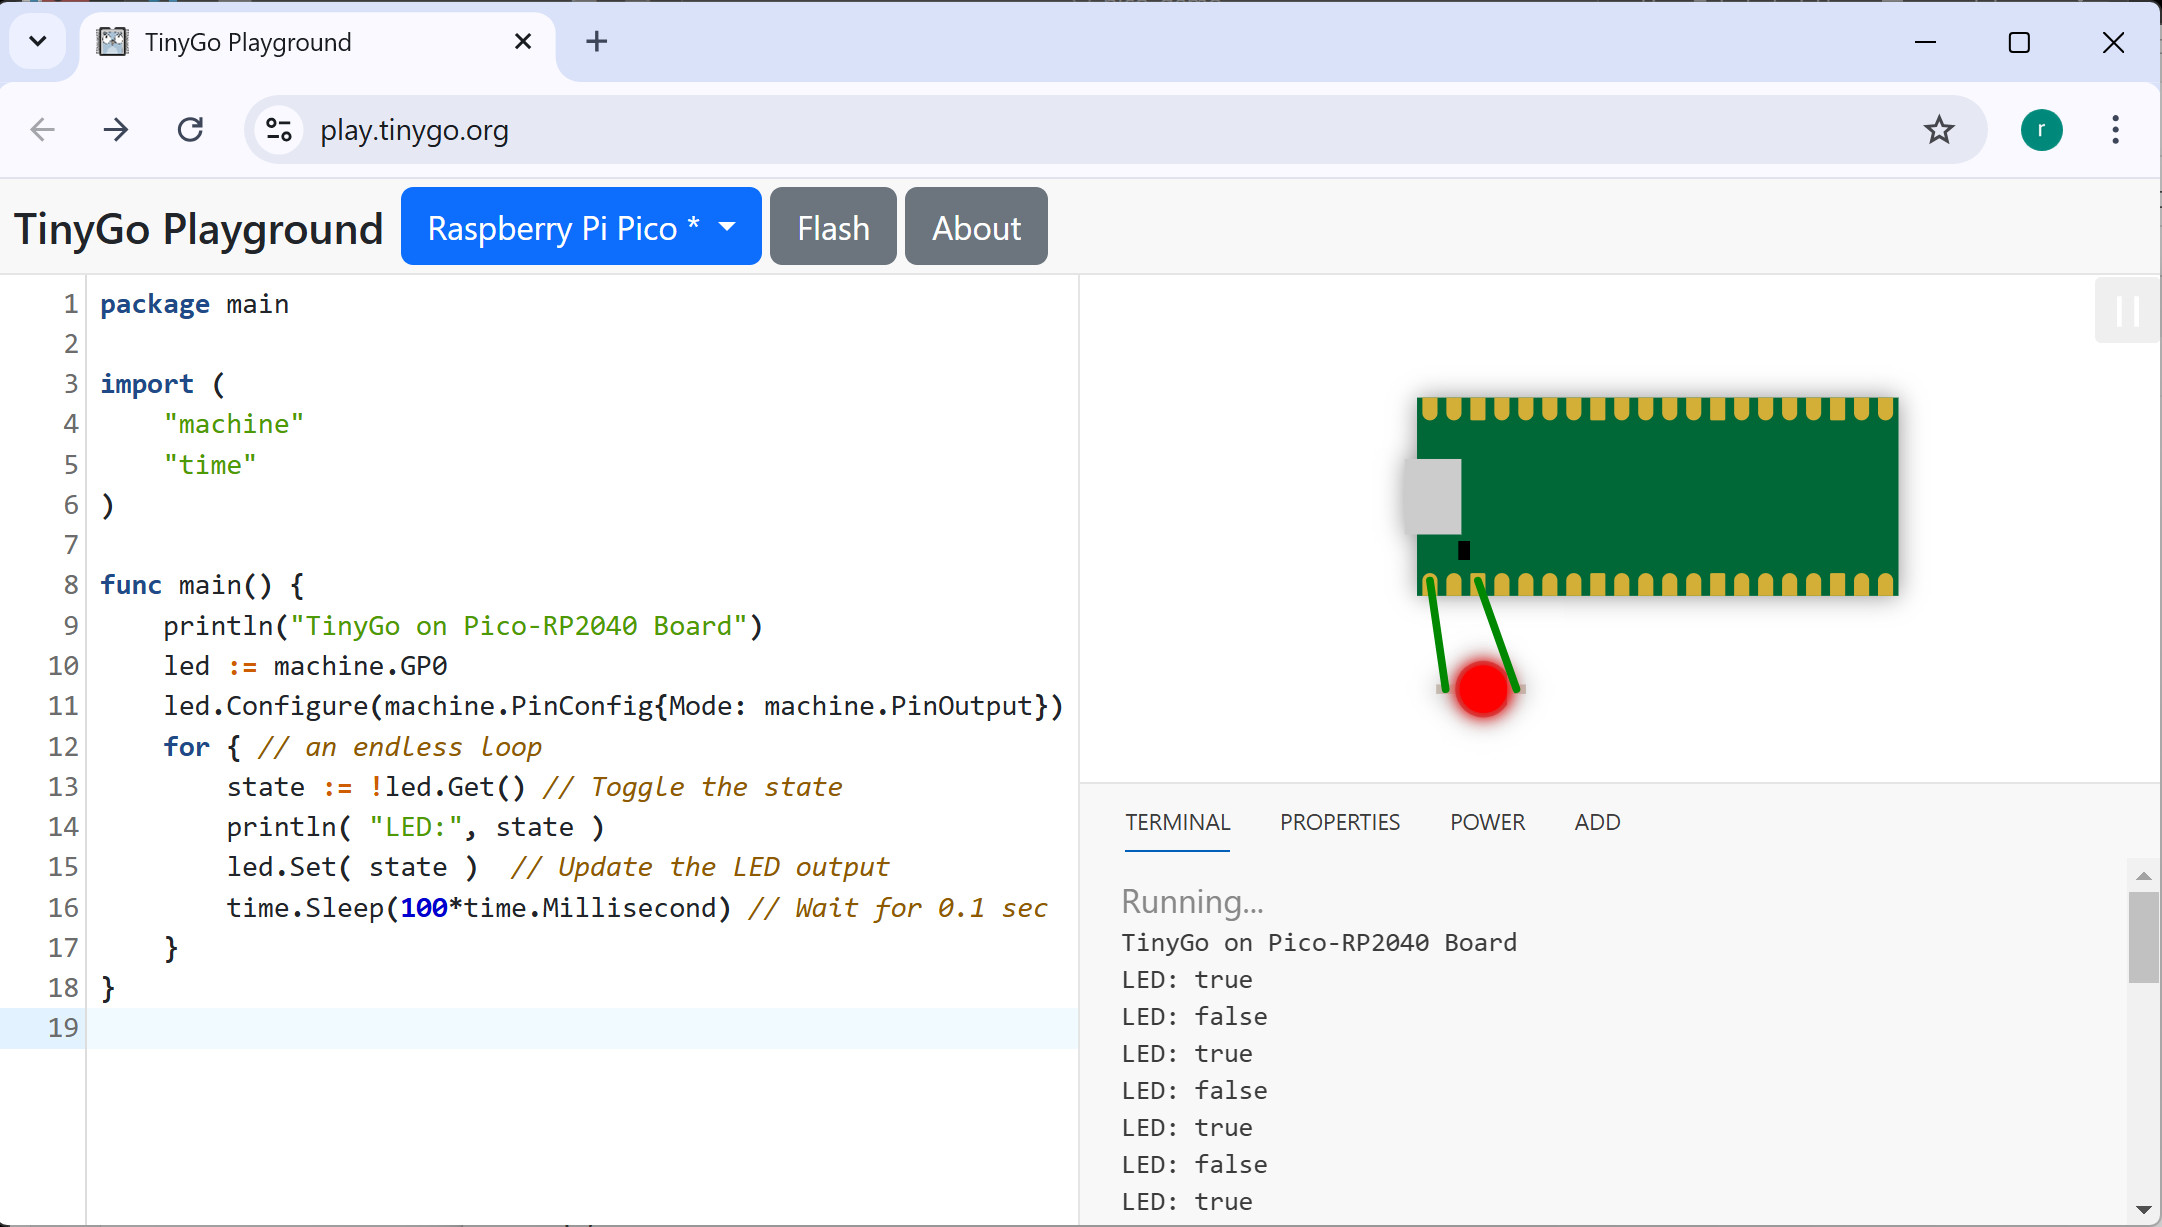 TinyGo Playground
play.tinygo.org
r
TinyGo Playground
Raspberry Pi Pico *
Flash
About
1 package main
2
3 import (
4     "machine"
5     "time"
6 )
7
8 func main() {
9     println("TinyGo on Pico-RP2040 Board")
10     led := machine.GP0
11     led.Configure(machine.PinConfig{Mode: machine.PinOutput})
12     for { // an endless loop
13         state := !led.Get() // Toggle the state
14         println( "LED:", state )
15         led.Set( state )  // Update the LED output
16         time.Sleep(100*time.Millisecond) // Wait for 0.1 sec
17     }
18 }
19
TERMINAL
PROPERTIES
POWER
ADD
Running...
TinyGo on Pico-RP2040 Board
LED: true
LED: false
LED: true
LED: false
LED: true
LED: false
LED: true